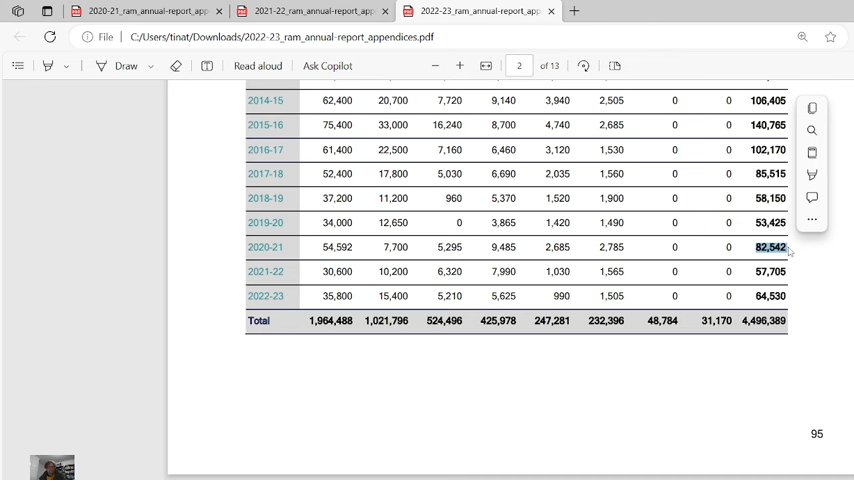 2020-21_ram_annual-report_app
2021-22_ram_annual-report_app
2022-23_ram_annual-report_app
File C:/Users/tinat/Downloads/2022-23_ram_annual-report_appendices.pdf
Draw Read aloud Ask Copilot 2 of 13
2014-15 62,400 20,700 7,720 9,140 3,940 2,505 0 0 106,405
2015-16 75,400 33,000 16,240 8,700 4,740 2,685 0 0 140,765
2016-17 61,400 22,500 7,160 6,460 3,120 1,530 0 0 102,170
2017-18 52,400 17,800 5,030 6,690 2,035 1,560 0 0 85,515
2018-19 37,200 11,200 960 5,370 1,520 1,900 0 0 58,150
2019-20 34,000 12,650 0 3,865 1,420 1,490 0 0 53,425
2020-21 54,592 7,700 5,295 9,485 2,685 2,785 0 0 82,542
2021-22 30,600 10,200 6,320 7,990 1,030 1,565 0 0 57,705
2022-23 35,800 15,400 5,210 5,625 990 1,505 0 0 64,530
Total 1,964,488 1,021,796 524,496 425,978 247,281 232,396 48,784 31,170 4,496,389
95